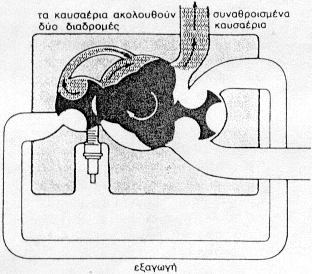 τα καυσαέρια ακολουθούν
δύο διαδρομές
συναθροισμένα
καυσαέρια
εξαγωγή